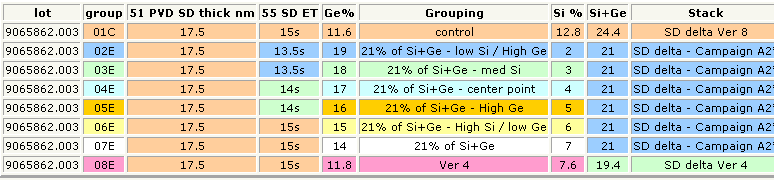 lot group 51 PVD SD thick nm 55 SD ET Ge% Grouping Si % Si+Ge Stack
9065862.003 01C 17.5 15s 11.6 control 12.8 24.4 SD delta Ver 8
9065862.003 02E 17.5 13.5s 19 21% of Si+Ge - low Si / High Ge 2 21 SD delta - Campaign A2
9065862.003 03E 17.5 13.5s 18 21% of Si+Ge - med Si 3 21 SD delta - Campaign A2
9065862.003 04E 17.5 14s 17 21% of Si+Ge - center point 4 21 SD delta - Campaign A2
9065862.003 05E 17.5 14s 16 21% of Si+Ge - High Ge 5 21 SD delta - Campaign A2
9065862.003 06E 17.5 15s 15 21% of Si+Ge - High Si / low Ge 6 21 SD delta - Campaign A2
9065862.003 07E 17.5 15s 14 21% of Si+Ge 7 21 SD delta - Campaign A2
9065862.003 08E 17.5 15s 11.8 Ver 4 7.6 19.4 SD delta Ver 4